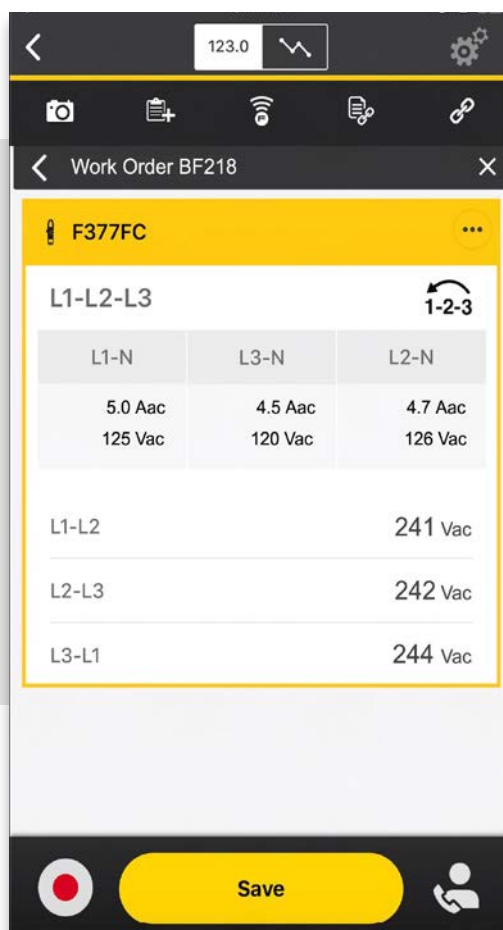 123.0
Work Order BF218
F377FC
L1-L2-L3
1-2-3
L1-N L3-N L2-N
5.0 Aac 4.5 Aac 4.7 Aac
125 Vac 120 Vac 126 Vac
L1-L2 241 Vac
L2-L3 242 Vac
L3-L1 244 Vac
Save